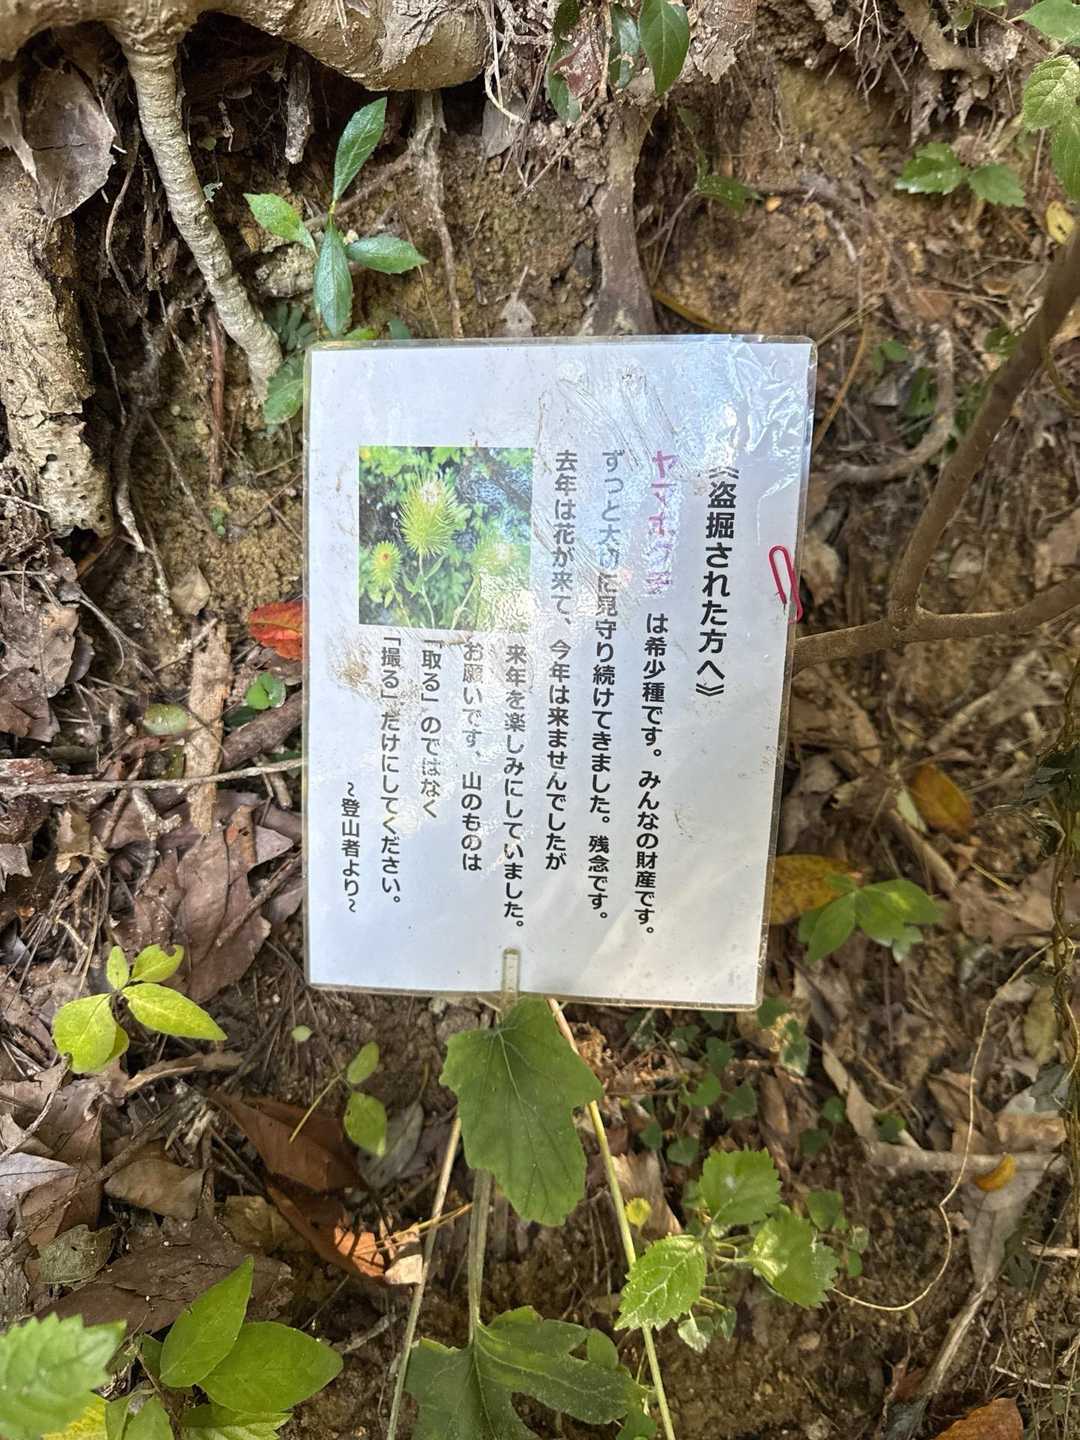 《盗掘された方へ》
ヤマホウキ は希少種です。みんなの財産です。
ずっと大切に見守り続けてきました。残念です。
去年は花が来て、今年は来ませんでしたが
来年を楽しみにしていました。
お願いです、山のものは
「取る」のではなく
「撮る」だけにしてください。
~登山者より~